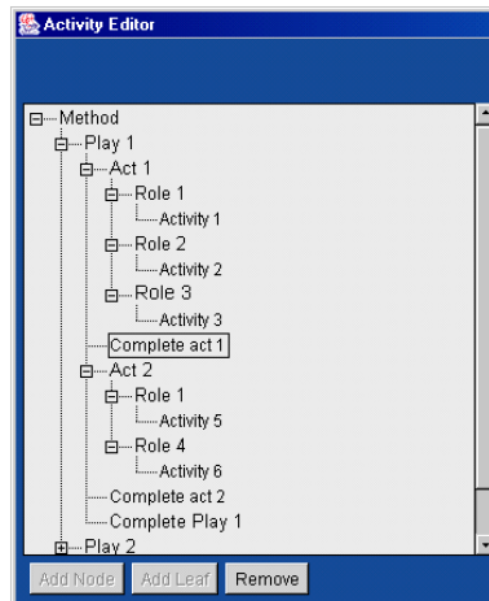 Activity Editor
Method
Play 1
Act 1
Role 1
Activity 1
Role 2
Activity 2
Role 3
Activity 3
Complete act 1
Act 2
Role 1
Activity 5
Role 4
Activity 6
Complete act 2
Complete Play 1
Play 2
Add Node Add Leaf Remove